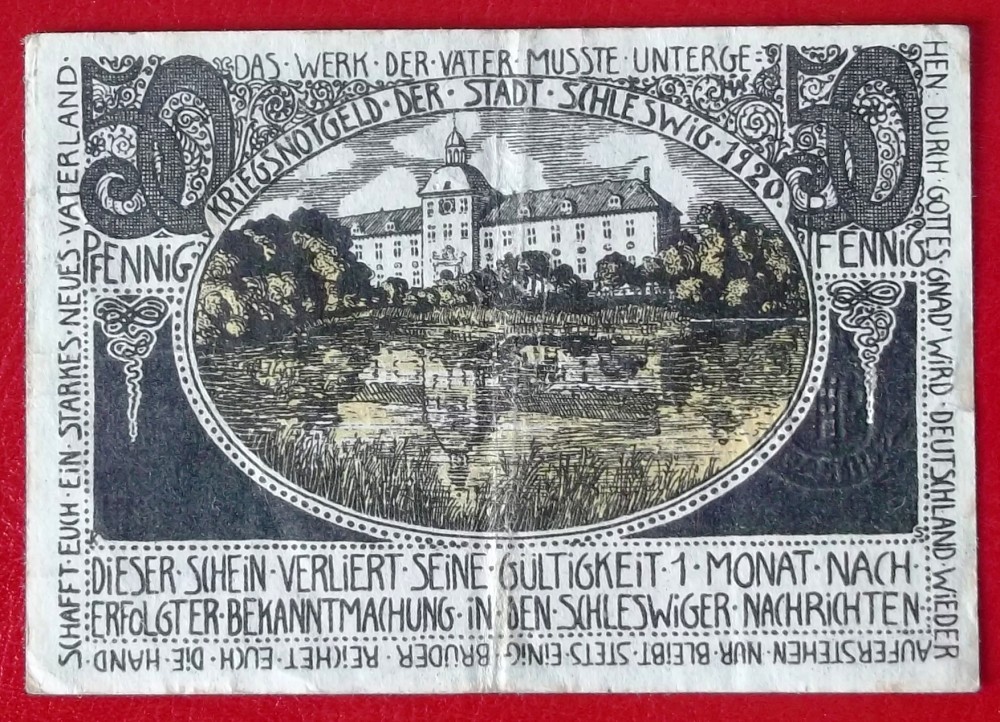 DAS · WERK · DER · VÄTER · MUSSTE · UNTERGE-
HEN · DURCH · GOTTES · GNAD' WIRD · DEUTSCHLAND · WIEDER
AUFERSTEHEN · NUR · BLEIBT · STETS · EINIG · BRÜDER · REICHET · EUCH · DIE · HAND ·
SCHAFFT · EUCH · EIN · STARKES · NEUES · VATERLAND ·
50
50
KRIEGSNOTGELD · DER · STADT · SCHLESWIG · 1920 ·
PFENNIG
PFENNIG
DIESER · SCHEIN · VERLIERT · SEINE · GÜLTIGKEIT · 1 · MONAT · NACH ·
ERFOLGTER · BEKANNTMACHUNG · IN DEN · SCHLESWIGER · NACHRICHTEN ·